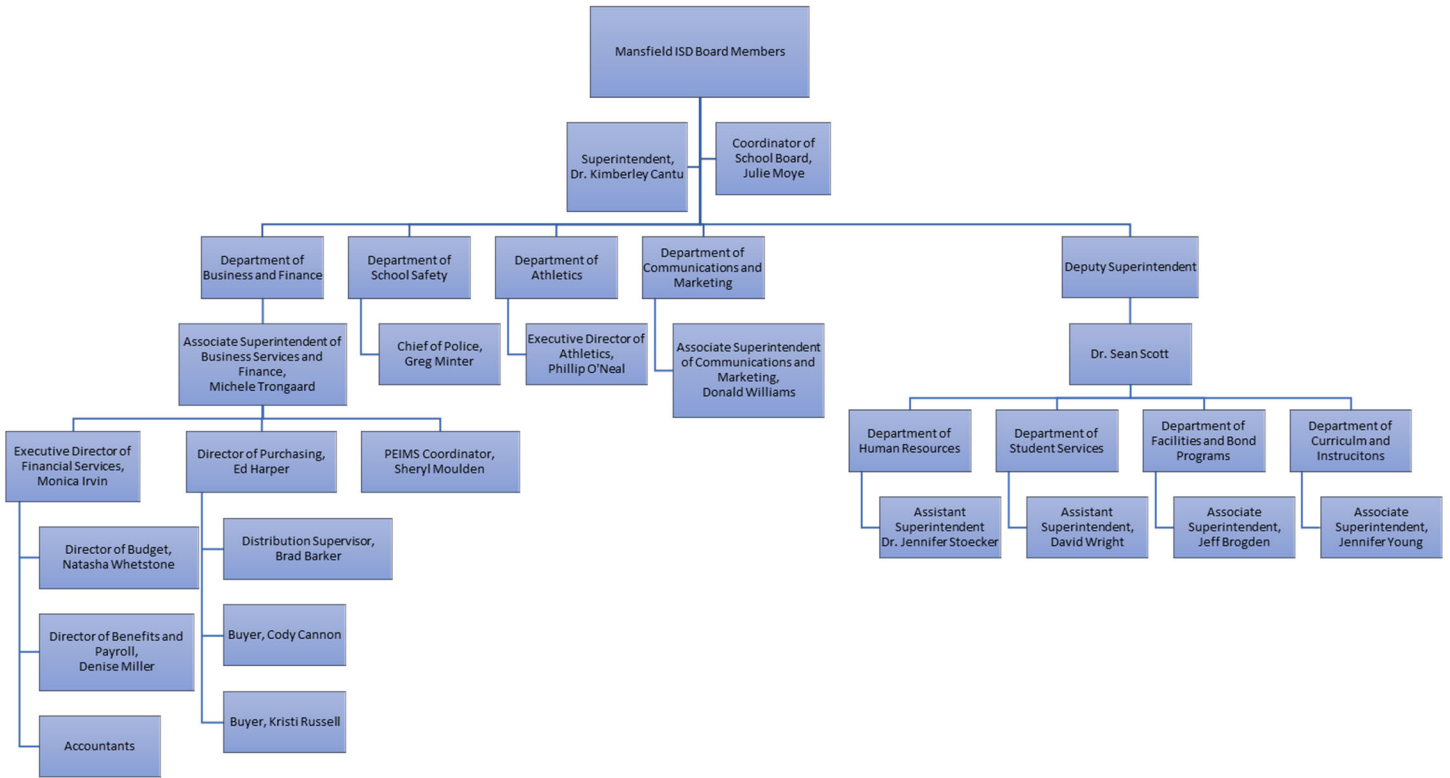 Mansfield ISD Board Members
Superintendent,
Dr. Kimberley Cantu
Coordinator of
School Board,
Julie Moye
Department of
Business and Finance
Department of
School Safety
Department of
Athletics
Department of
Communications and
Marketing
Deputy Superintendent
Associate Superintendent of
Business Services and
Finance,
Michele Trongaard
Chief of Police,
Greg Minter
Executive Director of
Athletics,
Phillip O'Neal
Associate Superintendent
of Communications and
Marketing,
Donald Williams
Dr. Sean Scott
Executive Director of
Financial Services,
Monica Irvin
Director of Purchasing,
Ed Harper
PEIMS Coordinator,
Sheryl Moulden
Department of
Human Resources
Department of
Student Services
Department of
Facilities and Bond
Programs
Department of
Curriculm and
Instrucitons
Director of Budget,
Natasha Whetstone
Director of Benefits and
Payroll,
Denise Miller
Accountants
Distribution Supervisor,
Brad Barker
Buyer, Cody Cannon
Buyer, Kristi Russell
Assistant
Superintendent
Dr. Jennifer Stoecker
Assistant
Superintendent,
David Wright
Associate
Superintendent,
Jeff Brogden
Associate
Superintendent,
Jennifer Young